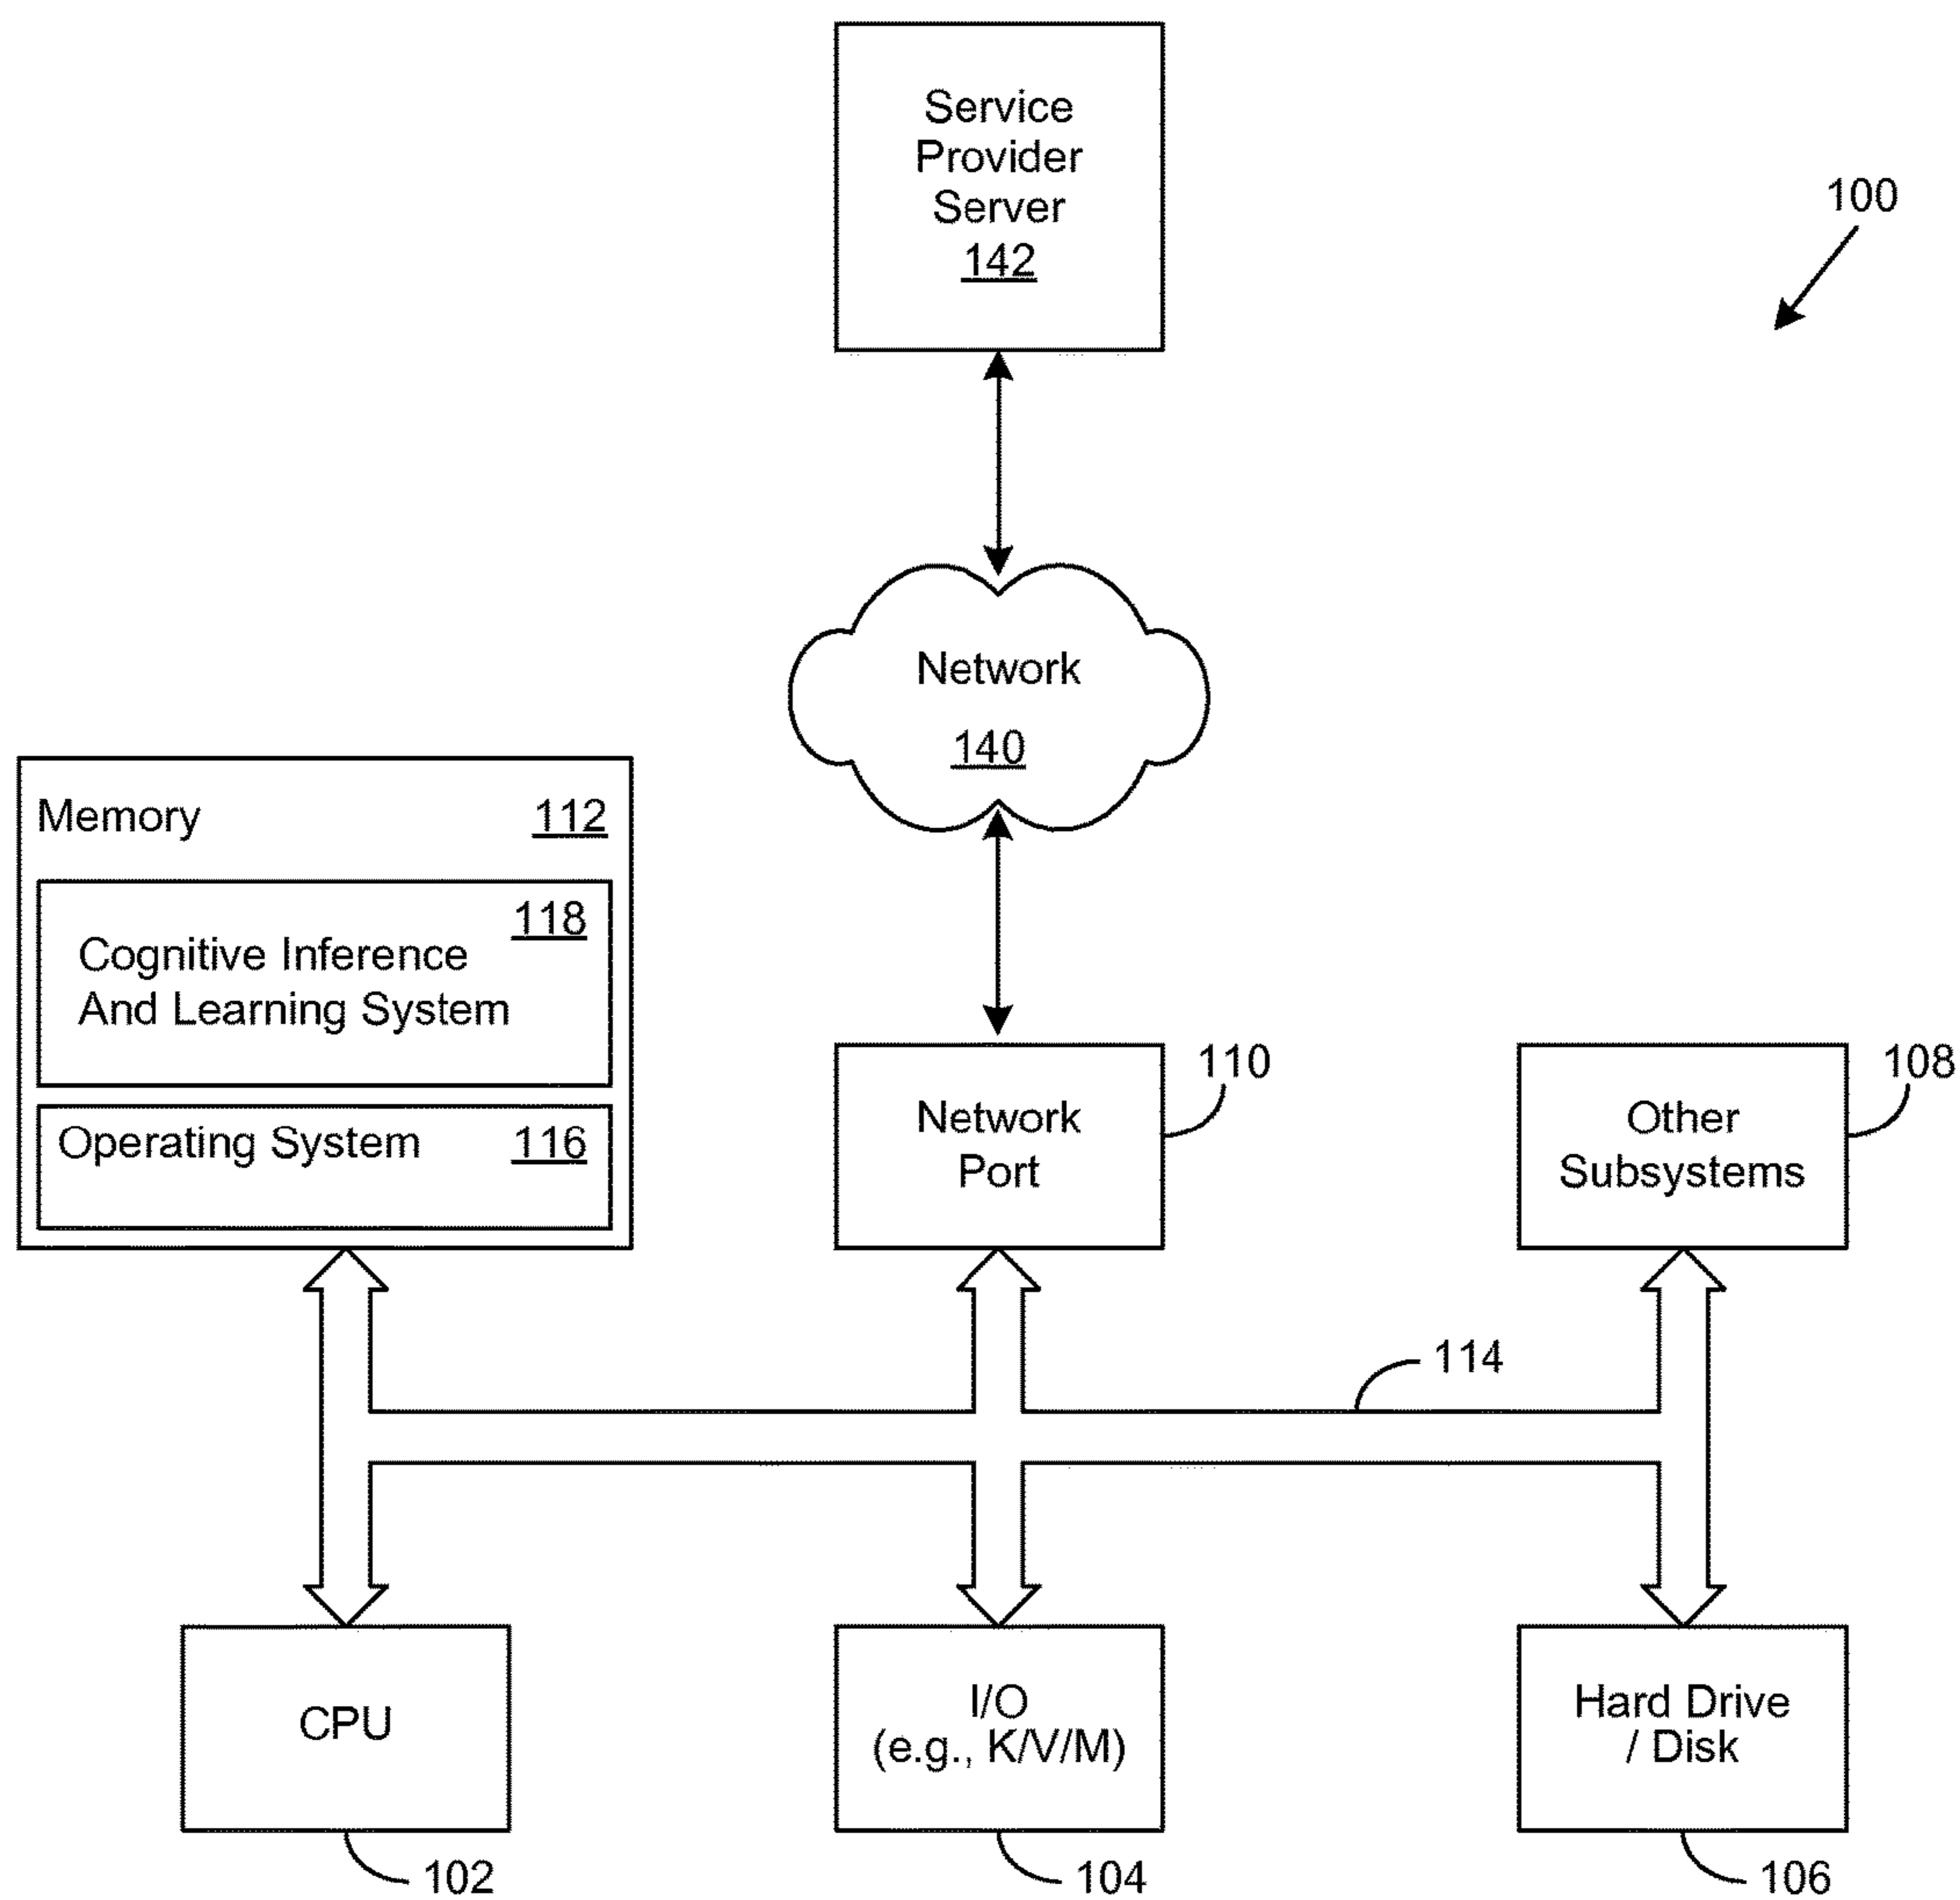 Service
Provider
Server
142
100
Network
140
Memory 112
118
Cognitive Inference
And Learning System
Operating System 116
Network
Port
110
Other
Subsystems
108
114
CPU
102
I/O
(e.g., K/V/M)
104
Hard Drive
/ Disk
106